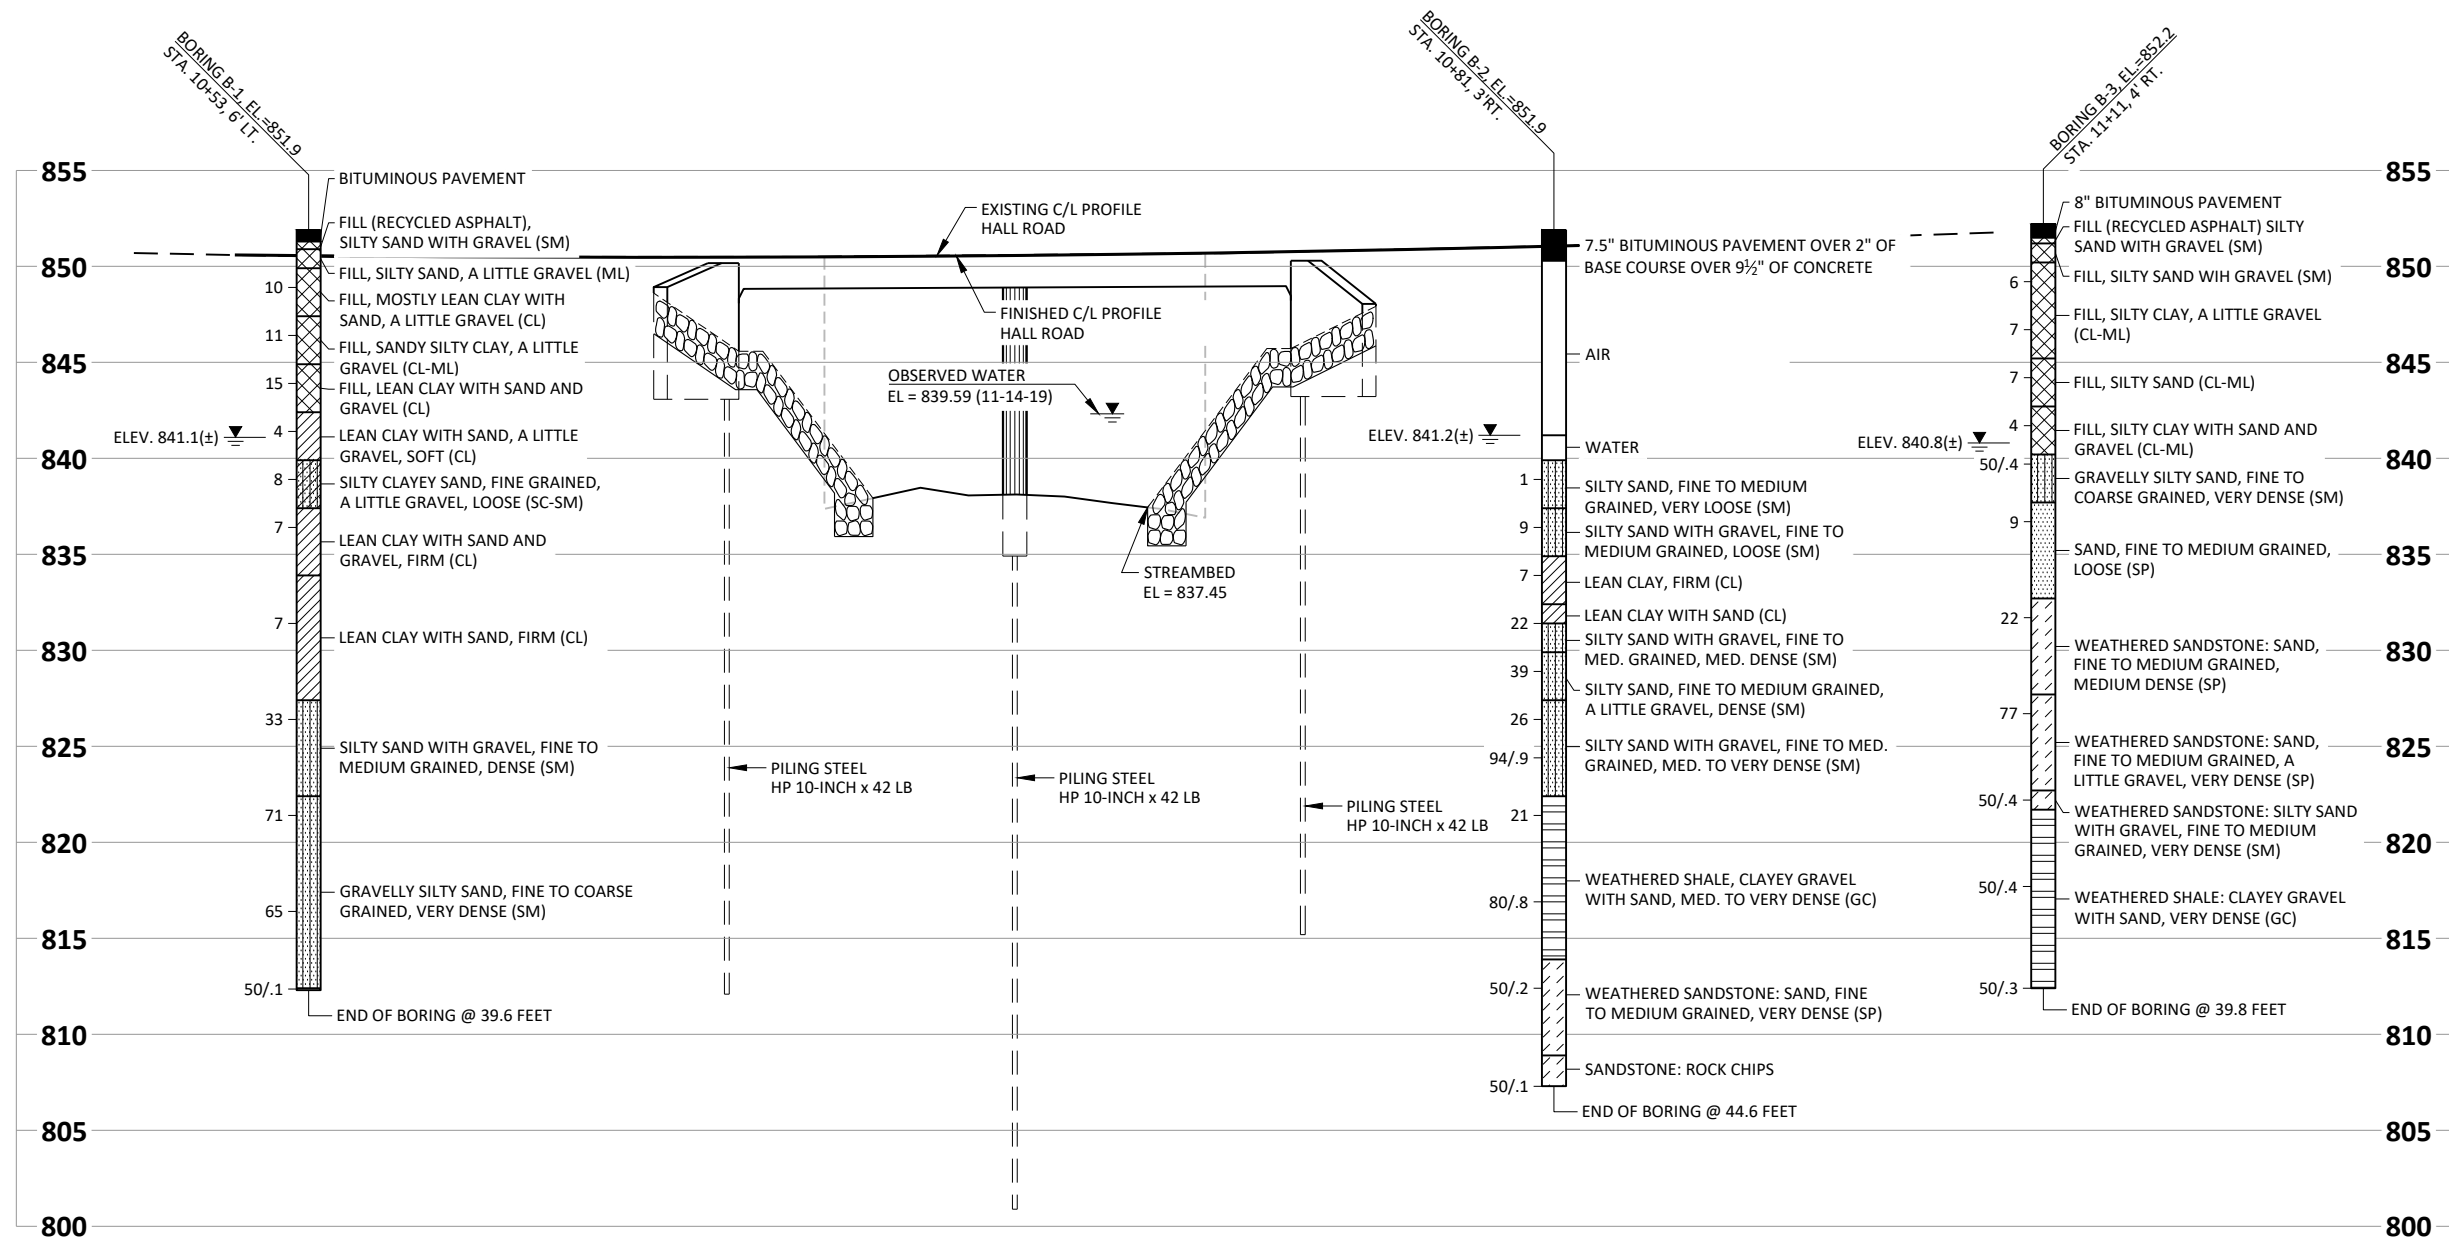 BORING B-1, EL.=851.9
STA. 10+53, 6' LT.
BORING B-2, EL.=851.9
STA. 10+81, 3'RT.
BORING B-3, EL.=852.2
STA. 11+11, 4' RT.
855
850
845
840
835
830
825
820
815
810
805
800
BITUMINOUS PAVEMENT
FILL (RECYCLED ASPHALT),
SILTY SAND WITH GRAVEL (SM)
FILL, SILTY SAND, A LITTLE GRAVEL (ML)
FILL, MOSTLY LEAN CLAY WITH
SAND, A LITTLE GRAVEL (CL)
FILL, SANDY SILTY CLAY, A LITTLE
GRAVEL (CL-ML)
FILL, LEAN CLAY WITH SAND AND
GRAVEL (CL)
LEAN CLAY WITH SAND, A LITTLE
GRAVEL, SOFT (CL)
SILTY CLAYEY SAND, FINE GRAINED,
A LITTLE GRAVEL, LOOSE (SC-SM)
LEAN CLAY WITH SAND AND
GRAVEL, FIRM (CL)
LEAN CLAY WITH SAND, FIRM (CL)
SILTY SAND WITH GRAVEL, FINE TO
MEDIUM GRAINED, DENSE (SM)
GRAVELLY SILTY SAND, FINE TO COARSE
GRAINED, VERY DENSE (SM)
END OF BORING @ 39.6 FEET
10
11
15
4
ELEV. 841.1(±)
8
7
7
33
71
65
50/.1
EXISTING C/L PROFILE
HALL ROAD
FINISHED C/L PROFILE
HALL ROAD
OBSERVED WATER
EL = 839.59 (11-14-19)
STREAMBED
EL = 837.45
PILING STEEL
HP 10-INCH x 42 LB
PILING STEEL
HP 10-INCH x 42 LB
PILING STEEL
HP 10-INCH x 42 LB
7.5" BITUMINOUS PAVEMENT OVER 2" OF
BASE COURSE OVER 9½" OF CONCRETE
AIR
WATER
SILTY SAND, FINE TO MEDIUM
GRAINED, VERY LOOSE (SM)
SILTY SAND WITH GRAVEL, FINE TO
MEDIUM GRAINED, LOOSE (SM)
LEAN CLAY, FIRM (CL)
LEAN CLAY WITH SAND (CL)
SILTY SAND WITH GRAVEL, FINE TO
MED. GRAINED, MED. DENSE (SM)
SILTY SAND, FINE TO MEDIUM GRAINED,
A LITTLE GRAVEL, DENSE (SM)
SILTY SAND WITH GRAVEL, FINE TO MED.
GRAINED, MED. TO VERY DENSE (SM)
WEATHERED SHALE, CLAYEY GRAVEL
WITH SAND, MED. TO VERY DENSE (GC)
WEATHERED SANDSTONE: SAND, FINE
TO MEDIUM GRAINED, VERY DENSE (SP)
SANDSTONE: ROCK CHIPS
END OF BORING @ 44.6 FEET
ELEV. 841.2(±)
1
9
7
22
39
26
94/.9
21
80/.8
50/.2
50/.1
8" BITUMINOUS PAVEMENT
FILL (RECYCLED ASPHALT) SILTY
SAND WITH GRAVEL (SM)
FILL, SILTY SAND WIH GRAVEL (SM)
FILL, SILTY CLAY, A LITTLE GRAVEL
(CL-ML)
FILL, SILTY SAND (CL-ML)
FILL, SILTY CLAY WITH SAND AND
GRAVEL (CL-ML)
GRAVELLY SILTY SAND, FINE TO
COARSE GRAINED, VERY DENSE (SM)
SAND, FINE TO MEDIUM GRAINED,
LOOSE (SP)
WEATHERED SANDSTONE: SAND,
FINE TO MEDIUM GRAINED,
MEDIUM DENSE (SP)
WEATHERED SANDSTONE: SAND,
FINE TO MEDIUM GRAINED, A
LITTLE GRAVEL, VERY DENSE (SP)
WEATHERED SANDSTONE: SILTY SAND
WITH GRAVEL, FINE TO MEDIUM
GRAINED, VERY DENSE (SM)
WEATHERED SHALE: CLAYEY GRAVEL
WITH SAND, VERY DENSE (GC)
END OF BORING @ 39.8 FEET
6
7
7
4
ELEV. 840.8(±)
50/.4
9
22
77
50/.4
50/.4
50/.3
855
850
845
840
835
830
825
820
815
810
805
800